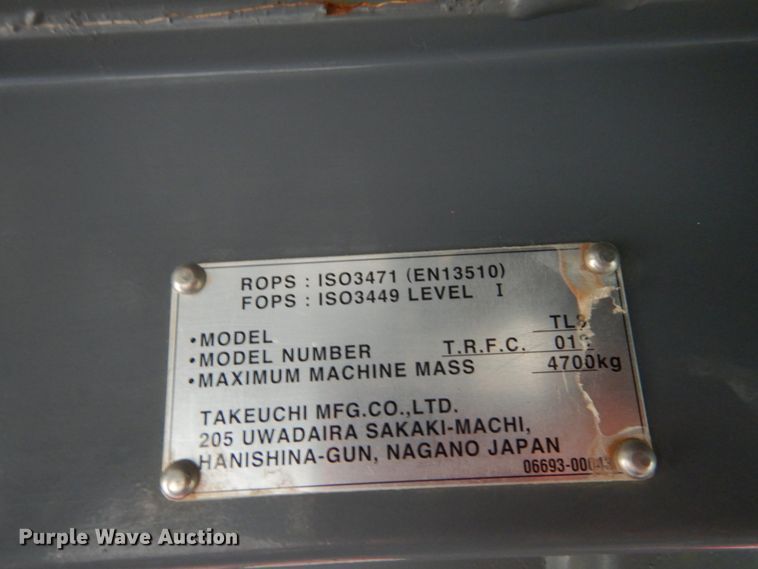 ROPS : ISO3471 (EN13510)
FOPS : ISO3449 LEVEL I
•MODEL
•MODEL NUMBER T.R.F.C.
•MAXIMUM MACHINE MASS 4700kg
TAKEUCHI MFG.CO.,LTD.
205 UWADAIRA SAKAKI-MACHI,
HANISHINA-GUN, NAGANO JAPAN
Purple Wave Auction